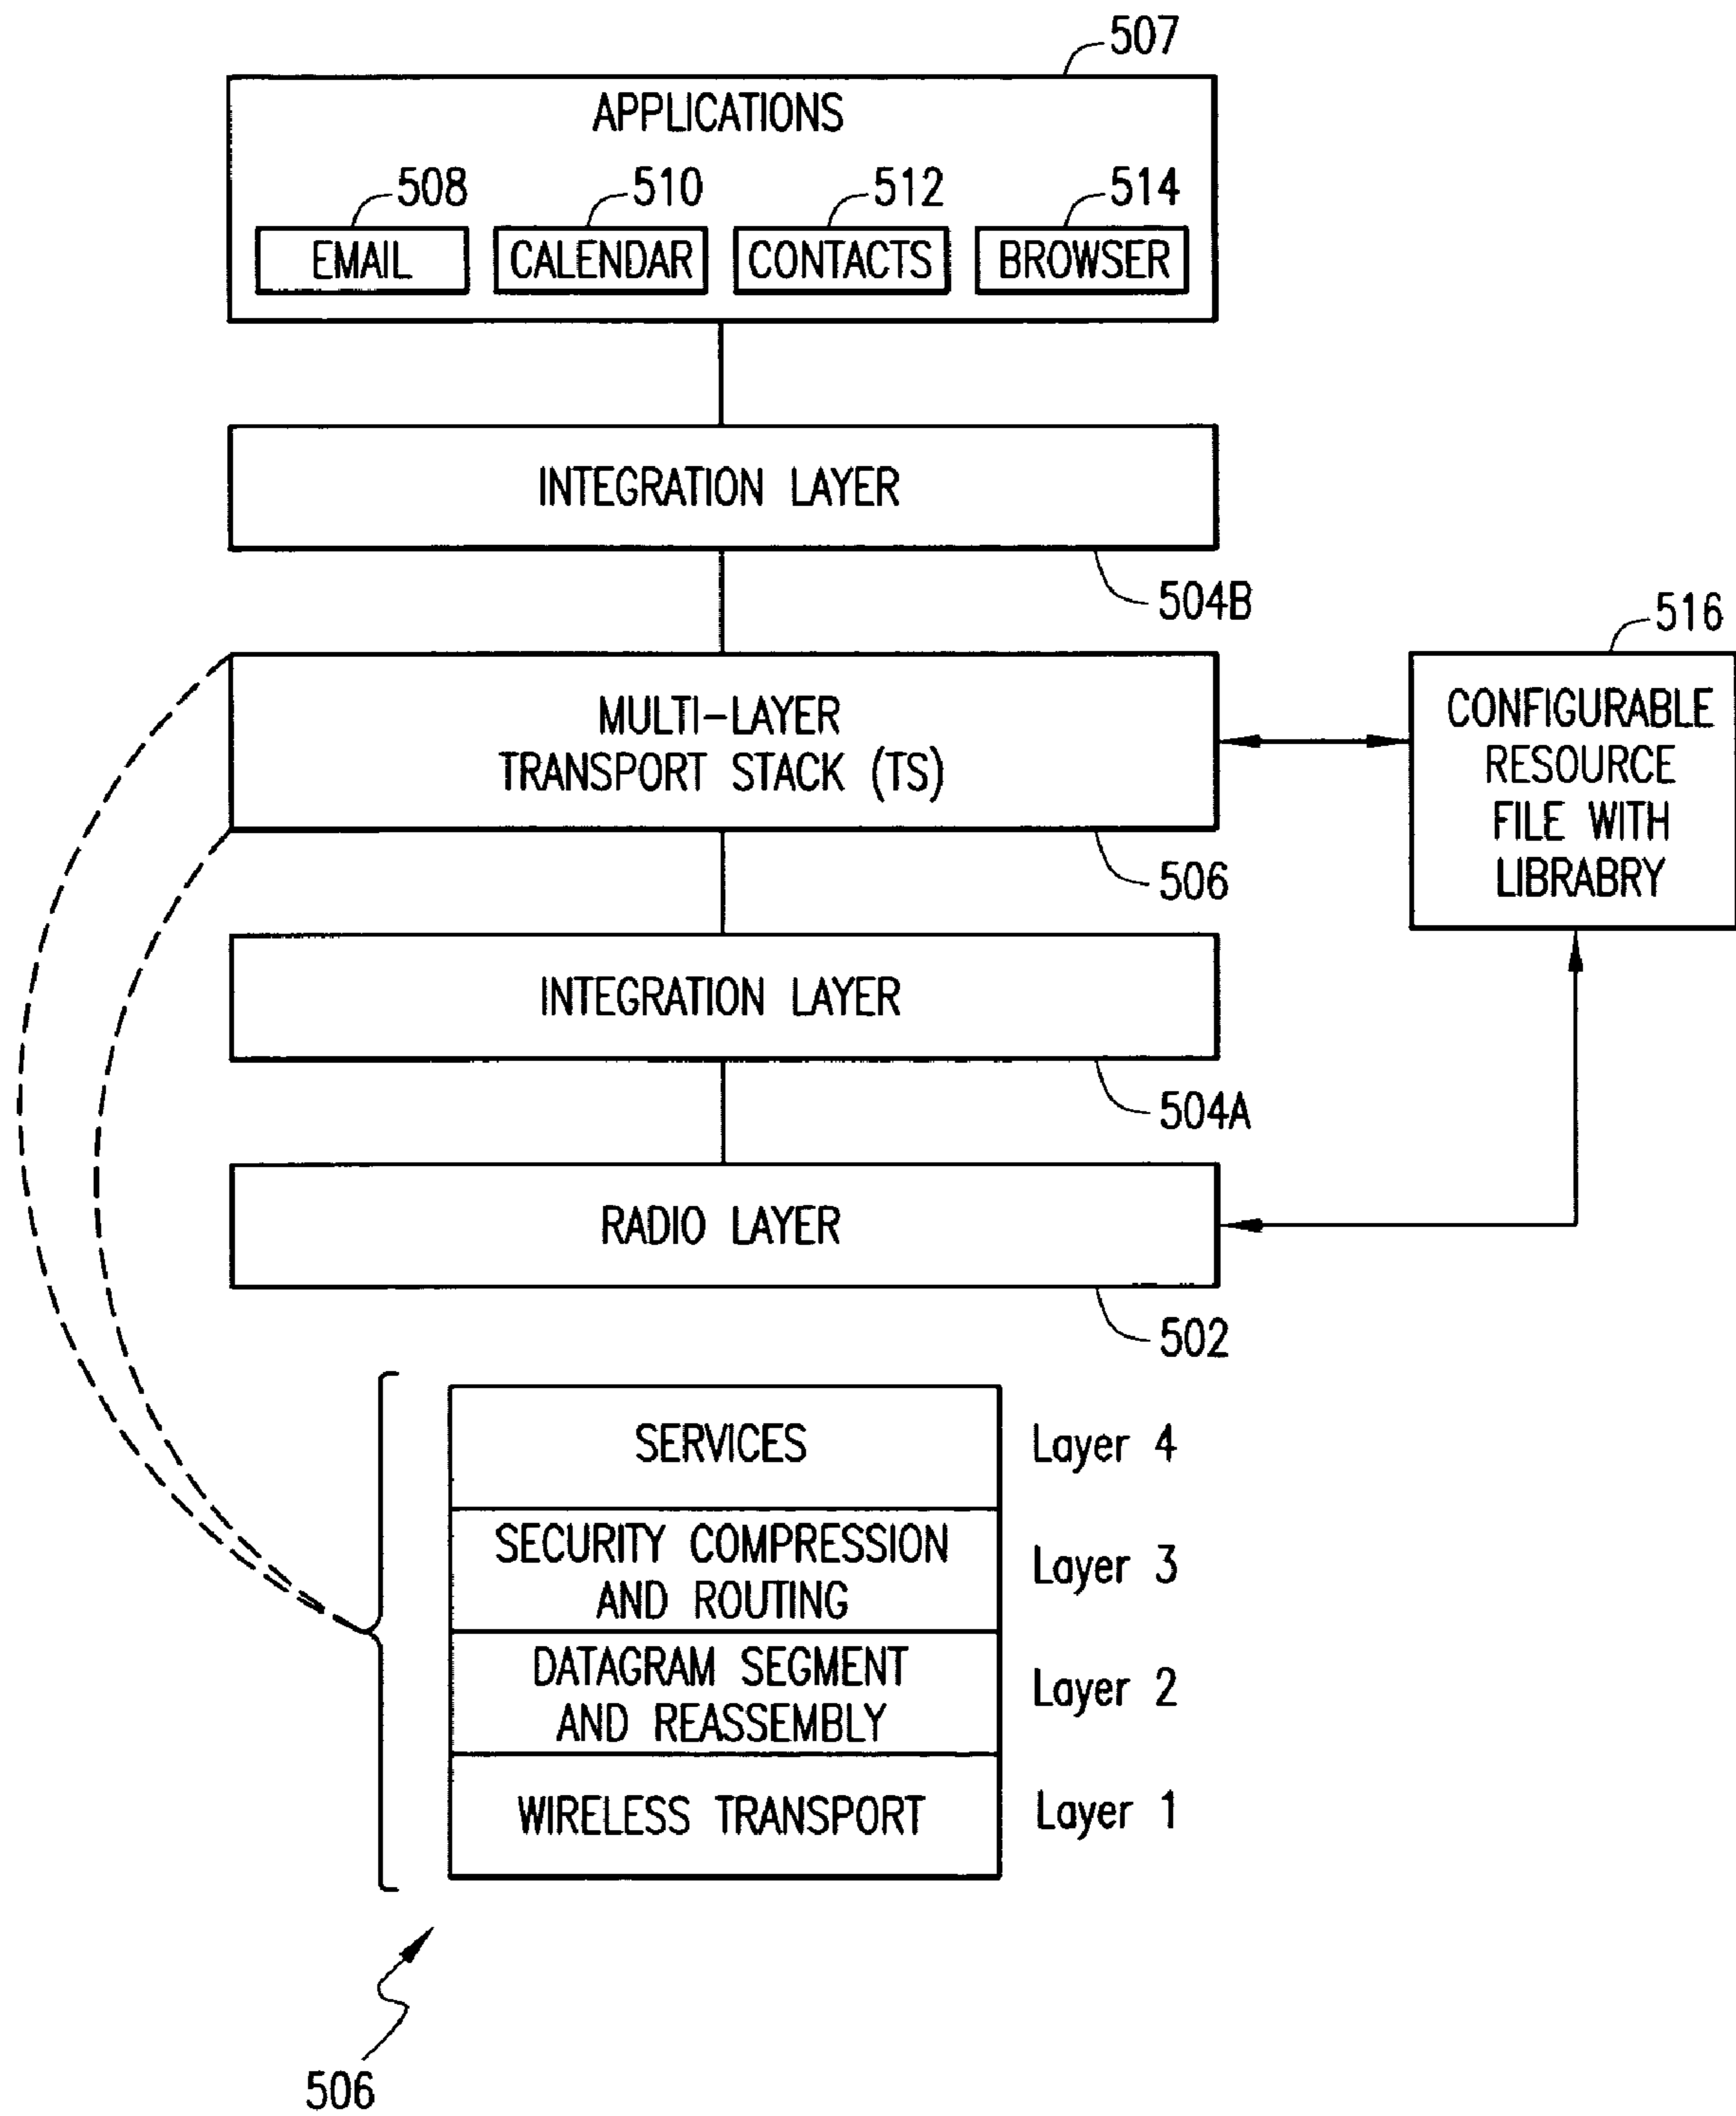 507
APPLICATIONS
508 510 512 514
EMAIL CALENDAR CONTACTS BROWSER
INTEGRATION LAYER
504B
516
MULTI-LAYER
TRANSPORT STACK (TS)
506
CONFIGURABLE
RESOURCE
FILE WITH
LIBRABRY
INTEGRATION LAYER
504A
RADIO LAYER
502
SERVICES Layer 4
SECURITY COMPRESSION
AND ROUTING
Layer 3
DATAGRAM SEGMENT
AND REASSEMBLY
Layer 2
WIRELESS TRANSPORT Layer 1
506